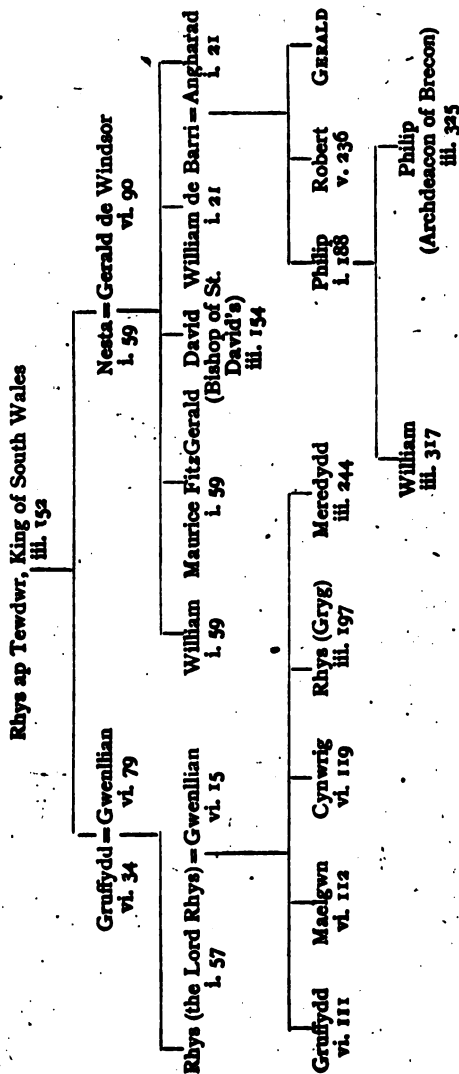 Rhys ap Tewdwr, King of South Wales
iii. 152
Gruffydd = Gwenllian
vi. 34 vi. 79
Nesta = Gerald de Windsor
i. 59 vi. 90
Rhys (the Lord Rhys) = Gwenllian
i. 57 vi. 15
William
i. 59
Maurice FitzGerald
i. 59
David
(Bishop of St.
David's)
iii. 154
William de Barri = Angharad
i. 21 i. 21
Gruffydd
vi. 111
Maelgwn
vi. 112
Cynwrig
vi. 119
Rhys (Gryg)
iii. 197
Meredydd
iii. 244
Philip
i. 188
Robert
v. 236
GERALD
William
iii. 317
Philip
(Archdeacon of Brecon)
iii. 325